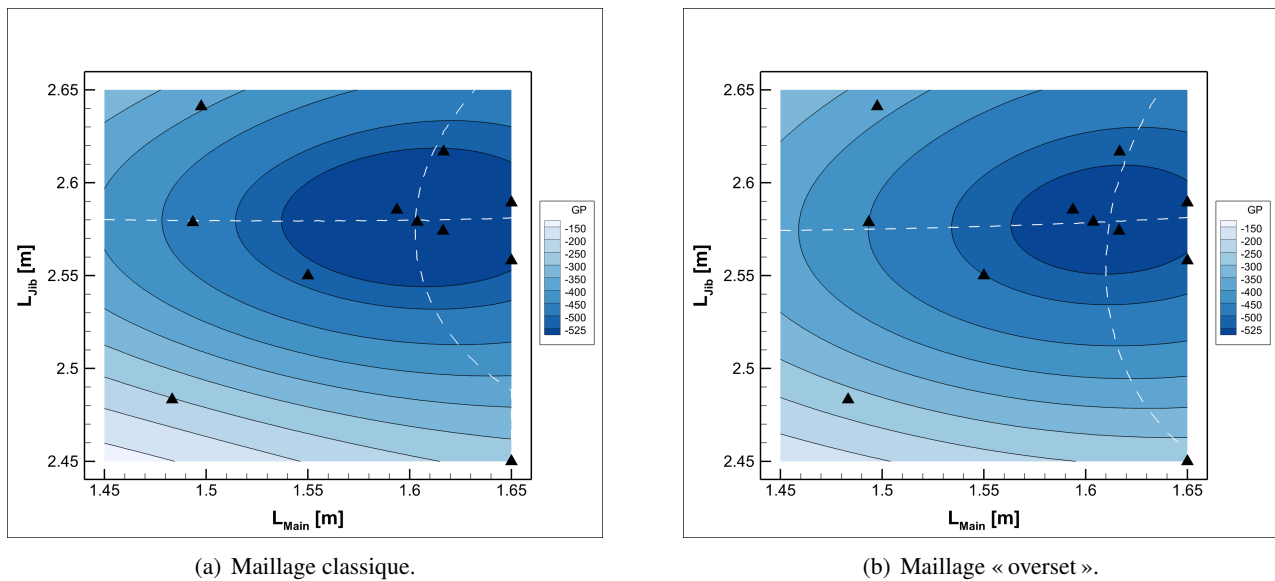 2.65
2.6
2.55
2.5
2.45
L_Jib [m]
1.45 1.5 1.55 1.6 1.65
L_Main [m]
GP
-150
-200
-250
-300
-350
-400
-450
-500
-525
(a) Maillage classique.
2.65
2.6
2.55
2.5
2.45
L_Jib [m]
1.45 1.5 1.55 1.6 1.65
L_Main [m]
GP
-150
-200
-250
-300
-350
-400
-450
-500
-525
(b) Maillage « overset ».